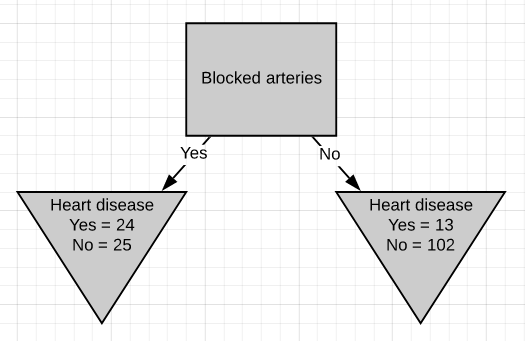 Blocked arteries
Yes
No
Heart disease
Yes = 24
No = 25
Heart disease
Yes = 13
No = 102